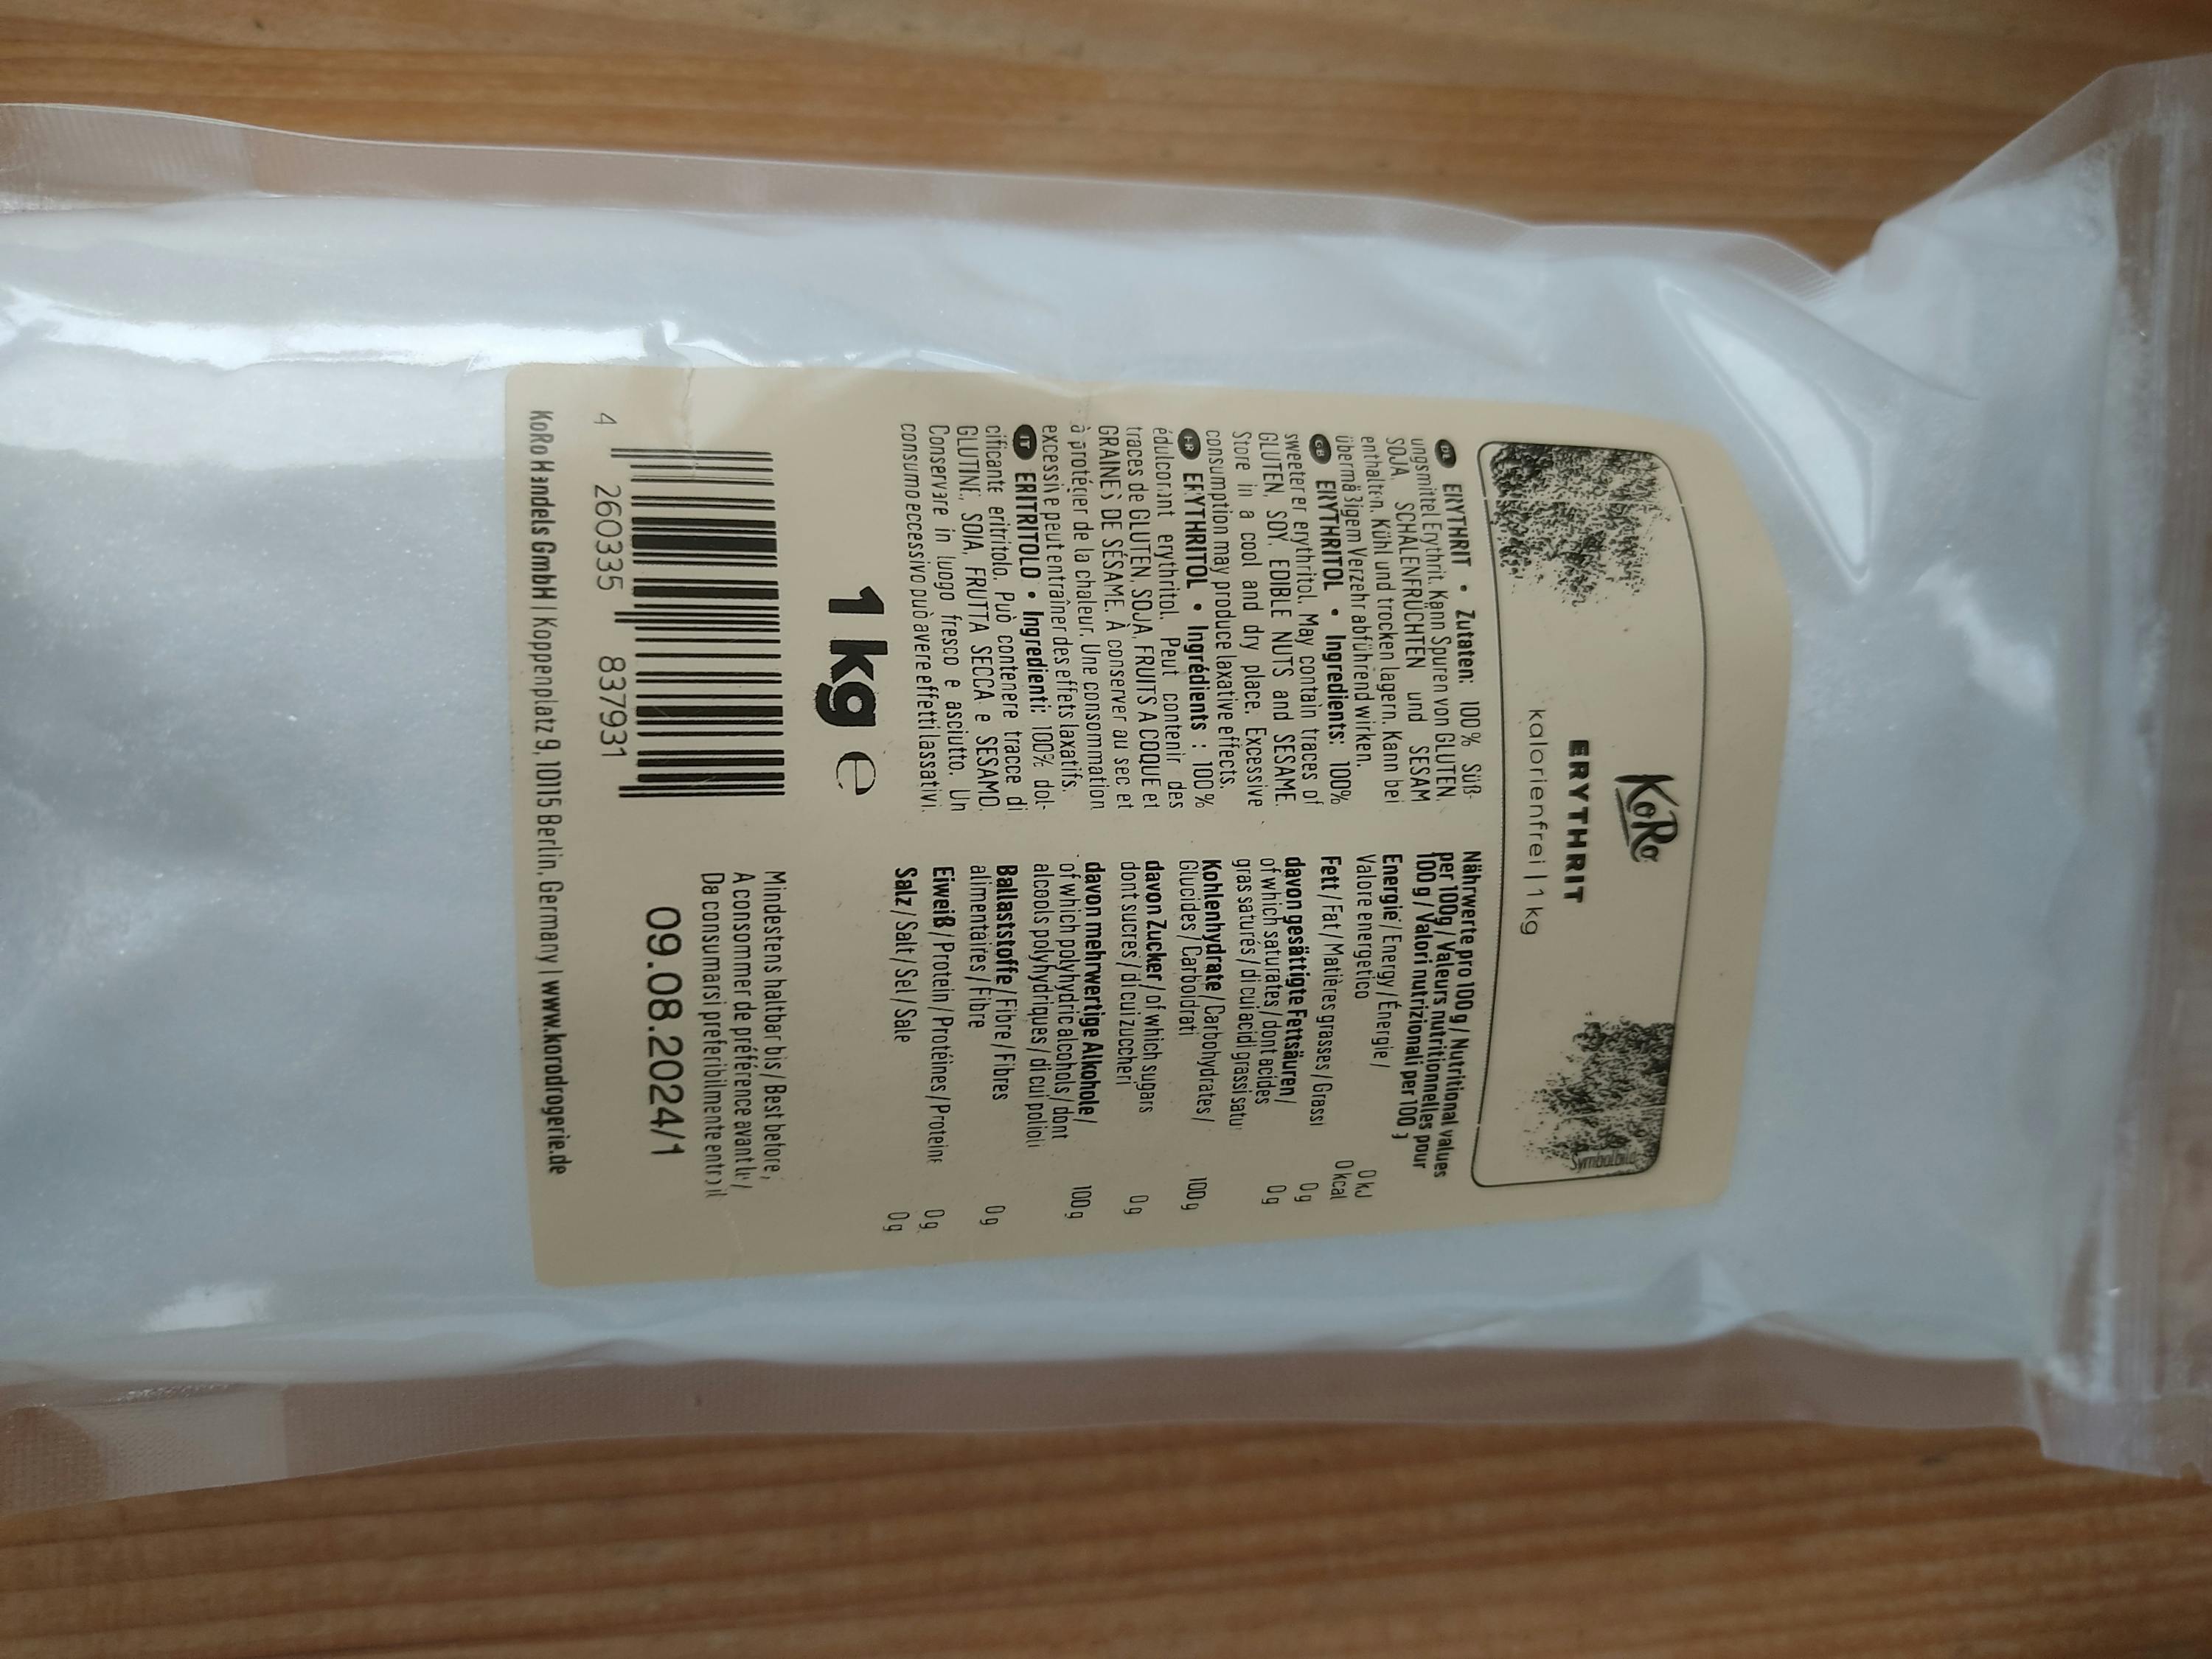 KoRo
ERYTHRIT
kalorienfrei | 1 kg
Symbolbild
DE ERYTHRIT • Zutaten: 100 % Süß-
ungsmittel Erythrit. Kann Spuren von GLUTEN,
SOJA, SCHALENFRÜCHTEN und SESAM
enthalten. Kühl und trocken lagern. Kann bei
übermäßigem Verzehr abführend wirken.
GB ERYTHRITOL • Ingredients: 100%
sweetener erythritol. May contain traces of
GLUTEN, SOY, EDIBLE NUTS and SESAME.
Store in a cool and dry place. Excessive
consumption may produce laxative effects.
FR ERYTHRITOL • Ingrédients : 100 %
édulcorant erythritol. Peut contenir des
traces de GLUTEN, SOJA, FRUITS A COQUE et
GRAINES DE SÉSAME. À conserver au sec et
à protéger de la chaleur. Une consommation
excessive peut entraîner des effets laxatifs.
IT ERITRITOLO • Ingredienti: 100% dol-
cificante eritritolo. Può contenere tracce di
GLUTINE, SOIA, FRUTTA SECCA e SESAMO.
Conservare in luogo fresco e asciutto. Un
consumo eccessivo può avere effetti lassativi.
Nährwerte pro 100 g / Nutritional values
per 100g / Valeurs nutritionnelles pour
100 g / Valori nutrizionali per 100 g
Energie / Energy / Énergie / 0 kJ
Valore energetico 0 kcal
Fett / Fat / Matières grasses / Grassi 0 g
davon gesättigte Fettsäuren / 0 g
of which saturates / dont acides
gras saturés / di cui acidi grassi satu
Kohlenhydrate / Carbohydrates / 100 g
Glucides / Carboidrati
davon Zucker / of which sugars 0 g
dont sucres / di cui zuccheri
davon mehrwertige Alkohole / 100 g
of which polyhydric alcohols / dont
alcools polyhydriques / di cui polioli
Ballaststoffe / Fibre / Fibres 0 g
alimentaires / Fibre
Eiweiß / Protein / Protéines / Proteine 0 g
Salz / Salt / Sel / Sale 0 g
1 kg e
4 260335 837931
Mindestens haltbar bis / Best before /
A consommer de préférence avant le /
Da consumarsi preferibilmente entro il
09.08.2024/1
KoRo Handels GmbH | Koppenplatz 9, 10115 Berlin, Germany | www.korodrogerie.de